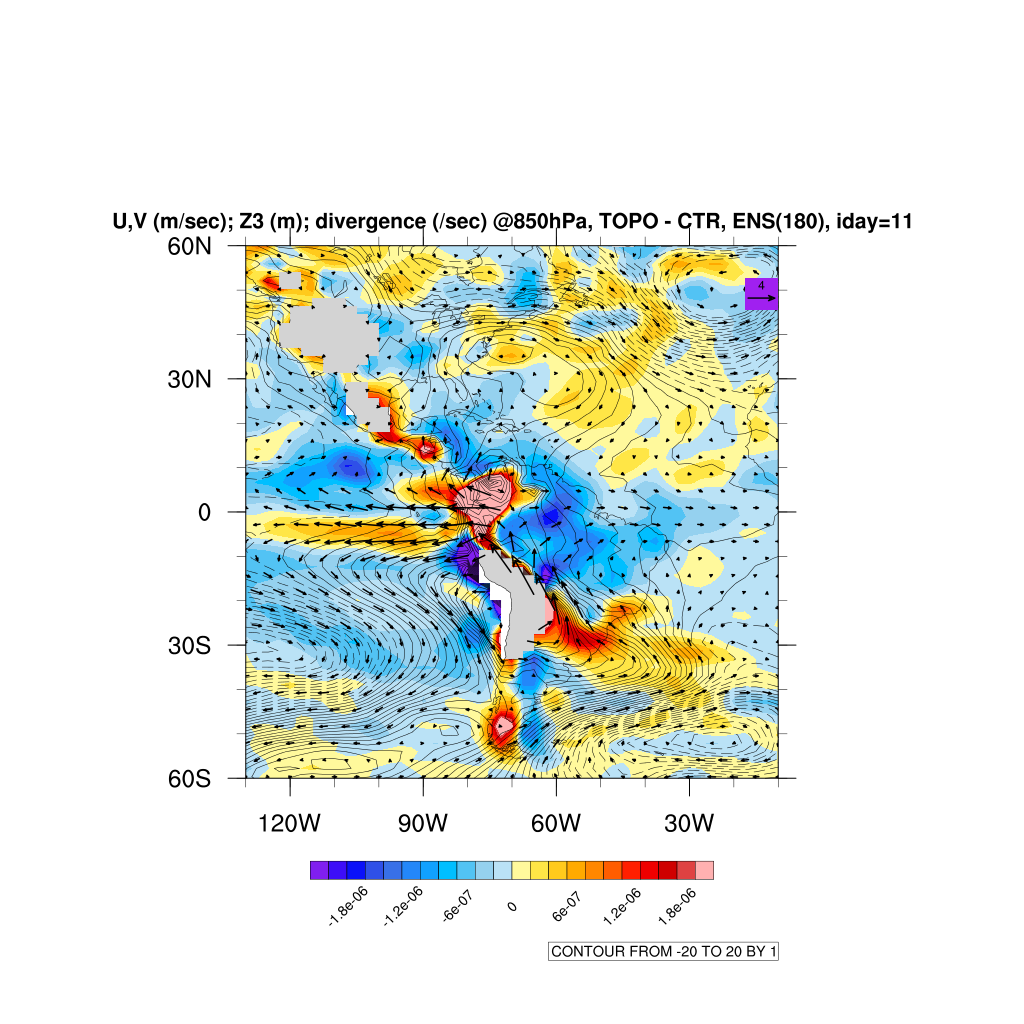 U,V (m/sec); Z3 (m); divergence (/sec) @850hPa, TOPO - CTR, ENS(180), iday=11
60N
4
30N
0
30S
60S
120W 90W 60W 30W
-1.8e-06 -1.2e-06 -6e-07 0 6e-07 1.2e-06 1.8e-06
CONTOUR FROM -20 TO 20 BY 1